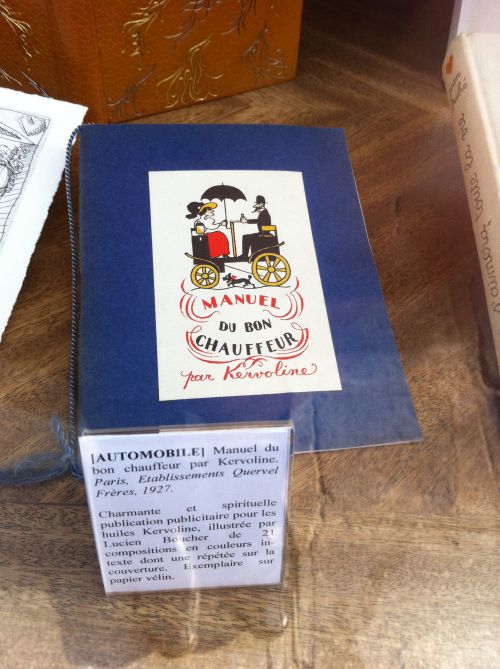 MANUEL
DU BON
CHAUFFEUR
par Kervoline
[AUTOMOBILE] Manuel du
bon chauffeur par Kervoline.
Paris, Etablissements Quervel
Frères, 1927.
Charmante et spirituelle
publication publicitaire pour les
huiles Kervoline, illustrée par
Lucien Boucher de 21
compositions en couleurs in-
texte dont une répétée sur la
couverture. Exemplaire sur
papier vélin.